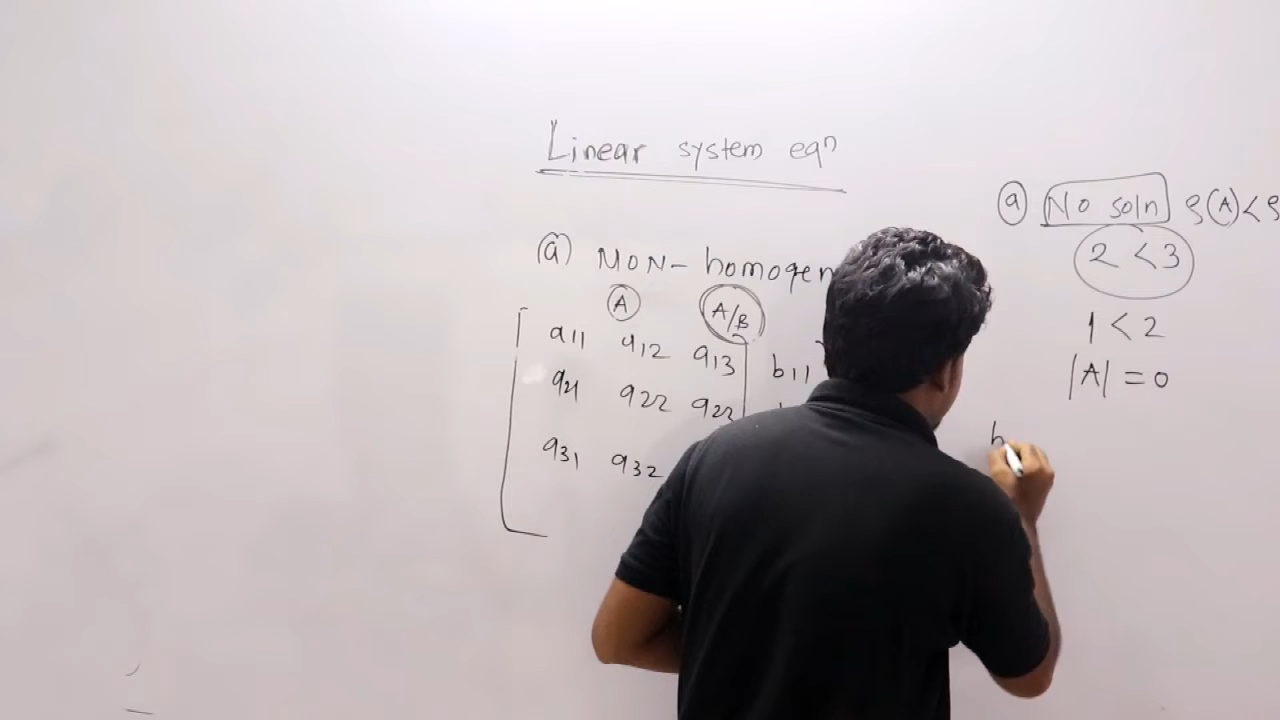 Linear system eqn
(a) NON- homogen
A A/B
a11 a12 a13 b11
a21 a22 a22
a31 a32
(a) No soln ρ(A)<ρ
2 <3
1 < 2
|A| = 0
b